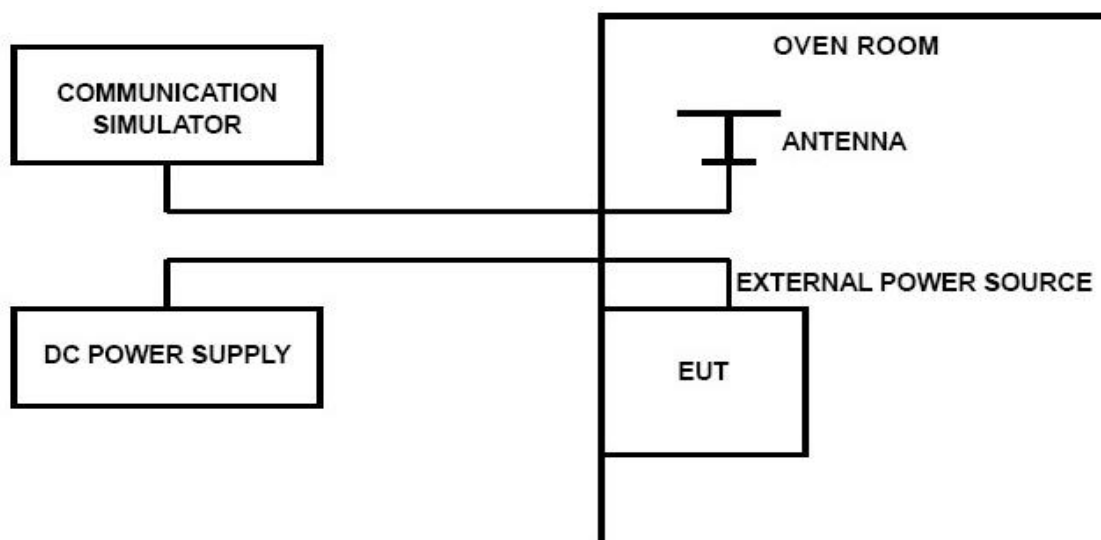 OVEN ROOM
COMMUNICATION
SIMULATOR
ANTENNA
EXTERNAL POWER SOURCE
DC POWER SUPPLY
EUT